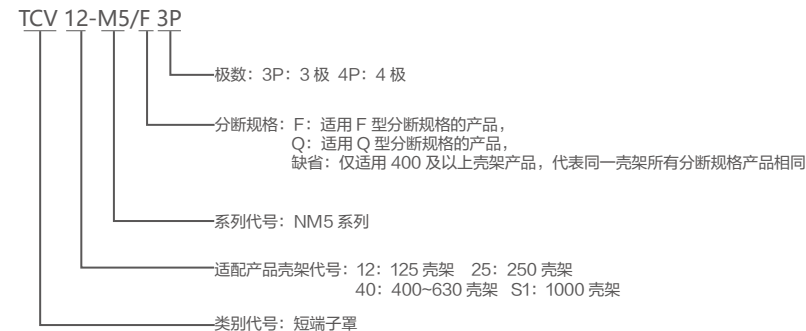 TCV 12-M5/F 3P
极数：3P：3 极 4P：4 极
分断规格：F：适用 F 型分断规格的产品，
Q：适用 Q 型分断规格的产品，
缺省：仅适用 400 及以上壳架产品，代表同一壳架所有分断规格产品相同
系列代号：NM5 系列
适配产品壳架代号：12：125 壳架 25：250 壳架
40：400~630 壳架 S1：1000 壳架
类别代号：短端子罩